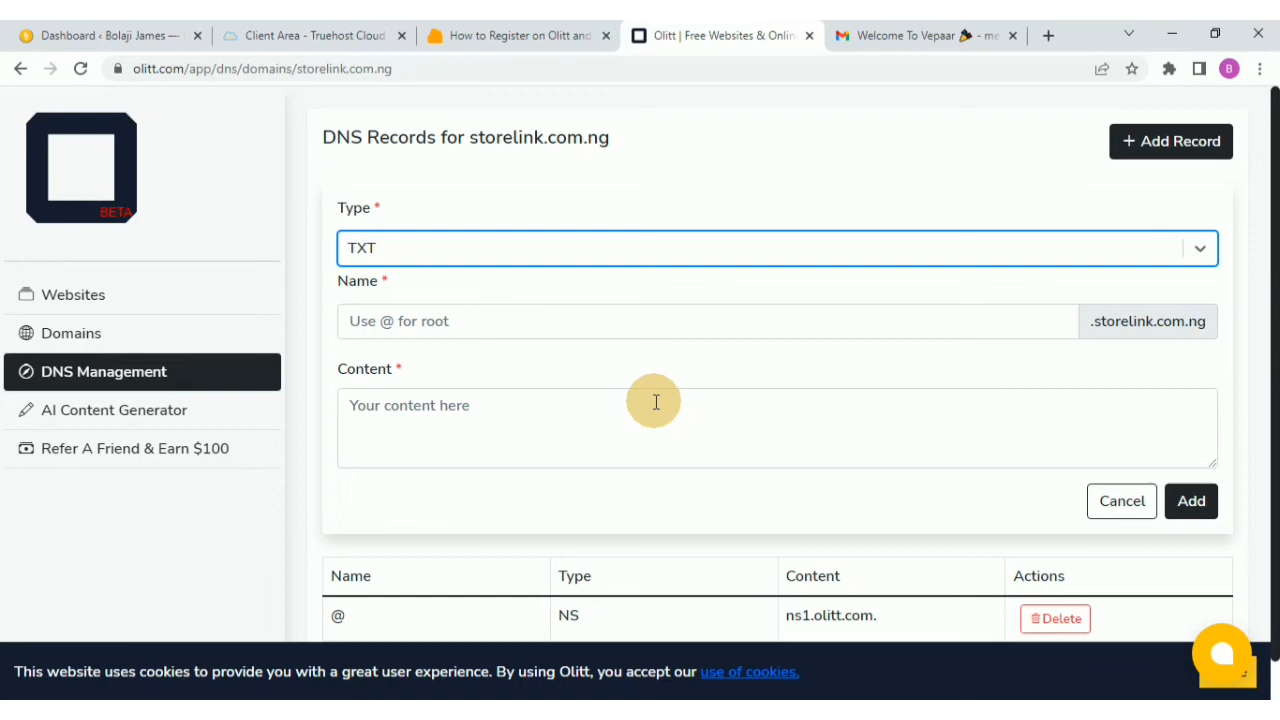 Dashboard ‹ Bolaji James —
Client Area - Truehost Cloud
How to Register on Olitt and
Olitt | Free Websites & Onlin
Welcome To Vepaar 🎉 - me
olitt.com/app/dns/domains/storelink.com.ng
B
BETA
DNS Records for storelink.com.ng
+ Add Record
Type *
TXT
Name *
Use @ for root
.storelink.com.ng
Content *
Your content here
Cancel
Add
Websites
Domains
DNS Management
AI Content Generator
Refer A Friend & Earn $100
Name Type Content Actions
@ NS ns1.olitt.com. Delete
This website uses cookies to provide you with a great user experience. By using Olitt, you accept our use of cookies.